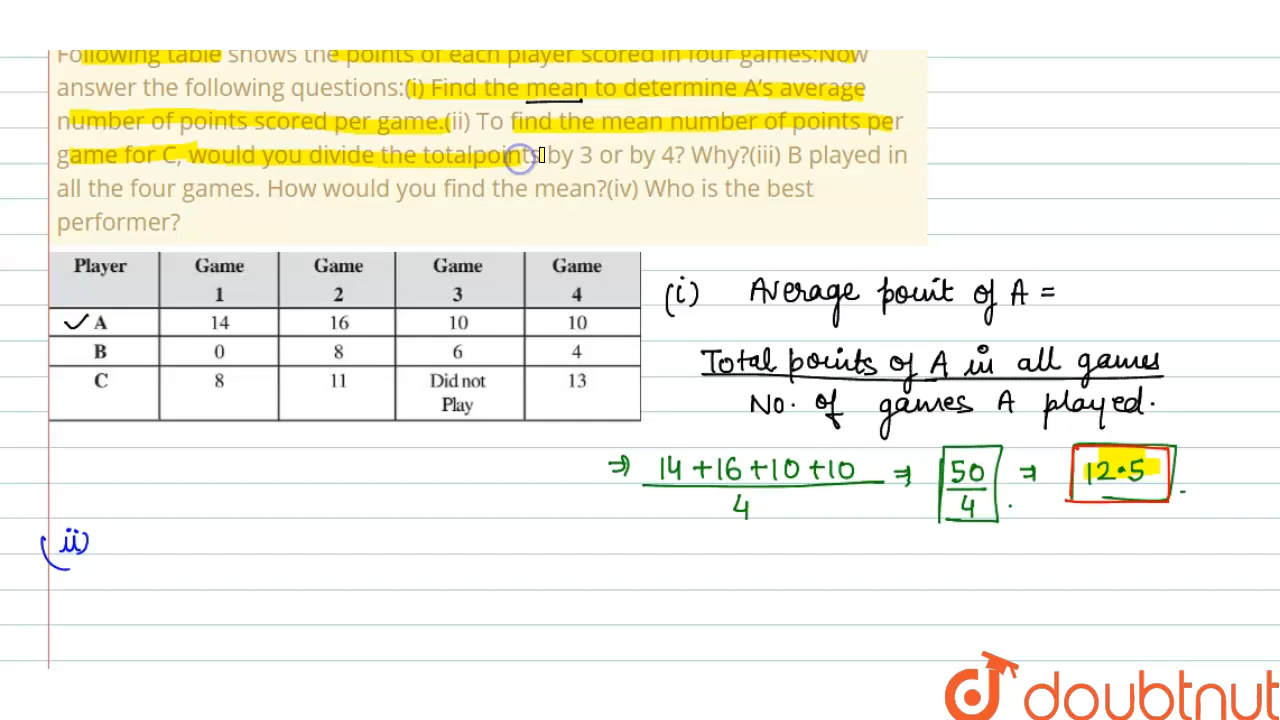 Following table shows the points of each player scored in four games:Now
answer the following questions:(i) Find the mean to determine A's average
number of points scored per game.(ii) To find the mean number of points per
game for C, would you divide the totalpoints by 3 or by 4? Why?(iii) B played in
all the four games. How would you find the mean?(iv) Who is the best
performer?
Player Game 1 Game 2 Game 3 Game 4
✓ A 14 16 10 10
B 0 8 6 4
C 8 11 Did not Play 13
(i) Average point of A =
Total points of A in all games
No. of games A played.
⇒ 14+16+10+10
4
⇒ 50
4
⇒ 12.5
(ii)
doubtnut